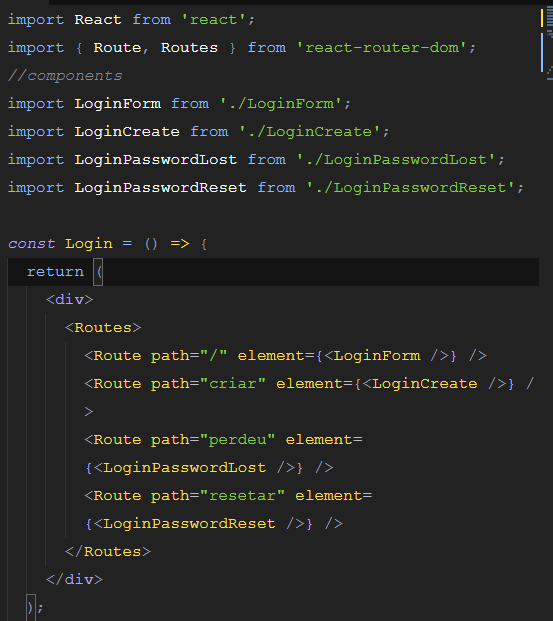 import React from 'react';
import { Route, Routes } from 'react-router-dom';
//components
import LoginForm from './LoginForm';
import LoginCreate from './LoginCreate';
import LoginPasswordLost from './LoginPasswordLost';
import LoginPasswordReset from './LoginPasswordReset';
const Login = () => {
return (
<div>
<Routes>
<Route path="/" element={<LoginForm />} />
<Route path="criar" element={<LoginCreate />} /
>
<Route path="perdeu" element=
{<LoginPasswordLost />} />
<Route path="resetar" element=
{<LoginPasswordReset />} />
</Routes>
</div>
);